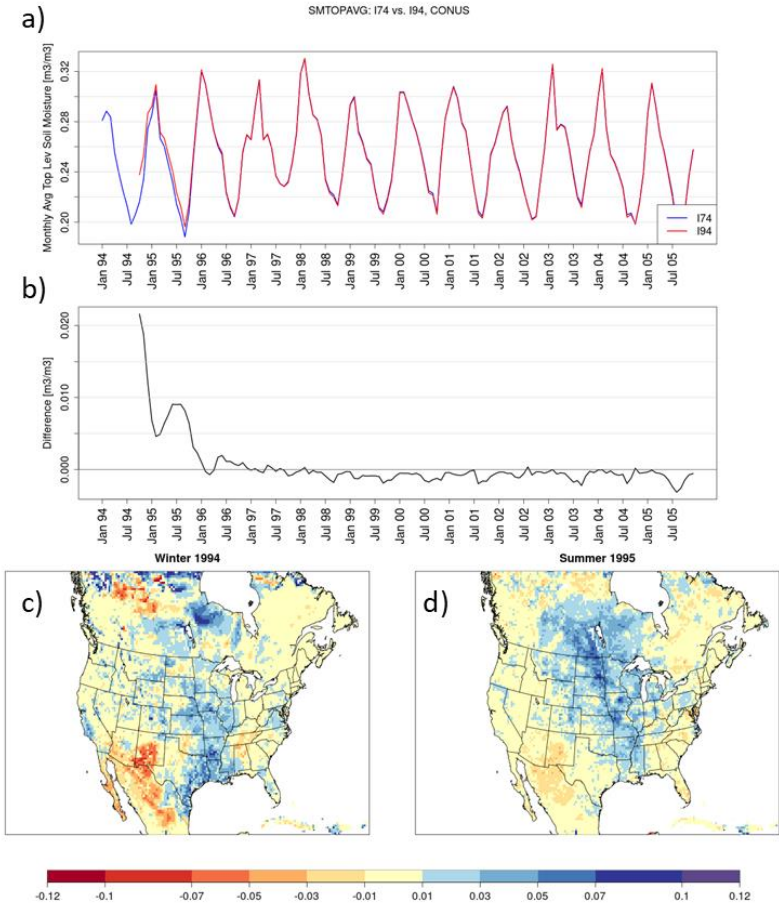 SMTOPAVG: I74 vs. I94, CONUS
a)
Monthly Avg Top Lev Soil Moisture [m3/m3]
0.32
0.28
0.24
0.20
I74
I94
Jan 94
Jul 94
Jan 95
Jul 95
Jan 96
Jul 96
Jan 97
Jul 97
Jan 98
Jul 98
Jan 99
Jul 99
Jan 00
Jul 00
Jan 01
Jul 01
Jan 02
Jul 02
Jan 03
Jul 03
Jan 04
Jul 04
Jan 05
Jul 05
b)
Difference [m3/m3]
0.020
0.010
0.000
Jan 94
Jul 94
Jan 95
Jul 95
Jan 96
Jul 96
Jan 97
Jul 97
Jan 98
Jul 98
Jan 99
Jul 99
Jan 00
Jul 00
Jan 01
Jul 01
Jan 02
Jul 02
Jan 03
Jul 03
Jan 04
Jul 04
Jan 05
Jul 05
Winter 1994
Summer 1995
c)
d)
-0.12 -0.1 -0.07 -0.05 -0.03 -0.01 0.01 0.03 0.05 0.07 0.1 0.12